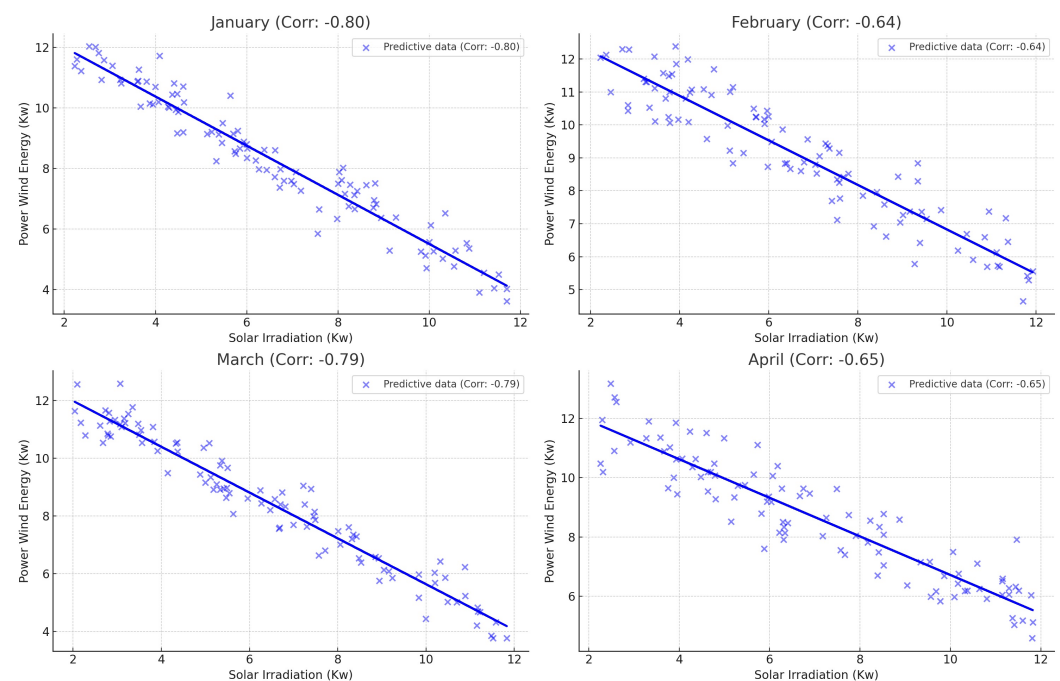 January (Corr: -0.80)
Predictive data (Corr: -0.80)
Power Wind Energy (Kw)
12
10
8
6
4
2
4
6
8
10
12
Solar Irradiation (Kw)
February (Corr: -0.64)
Predictive data (Corr: -0.64)
Power Wind Energy (Kw)
12
11
10
9
8
7
6
5
2
4
6
8
10
12
Solar Irradiation (Kw)
March (Corr: -0.79)
Predictive data (Corr: -0.79)
Power Wind Energy (Kw)
12
10
8
6
4
2
4
6
8
10
12
Solar Irradiation (Kw)
April (Corr: -0.65)
Predictive data (Corr: -0.65)
Power Wind Energy (Kw)
12
10
8
6
2
4
6
8
10
12
Solar Irradiation (Kw)